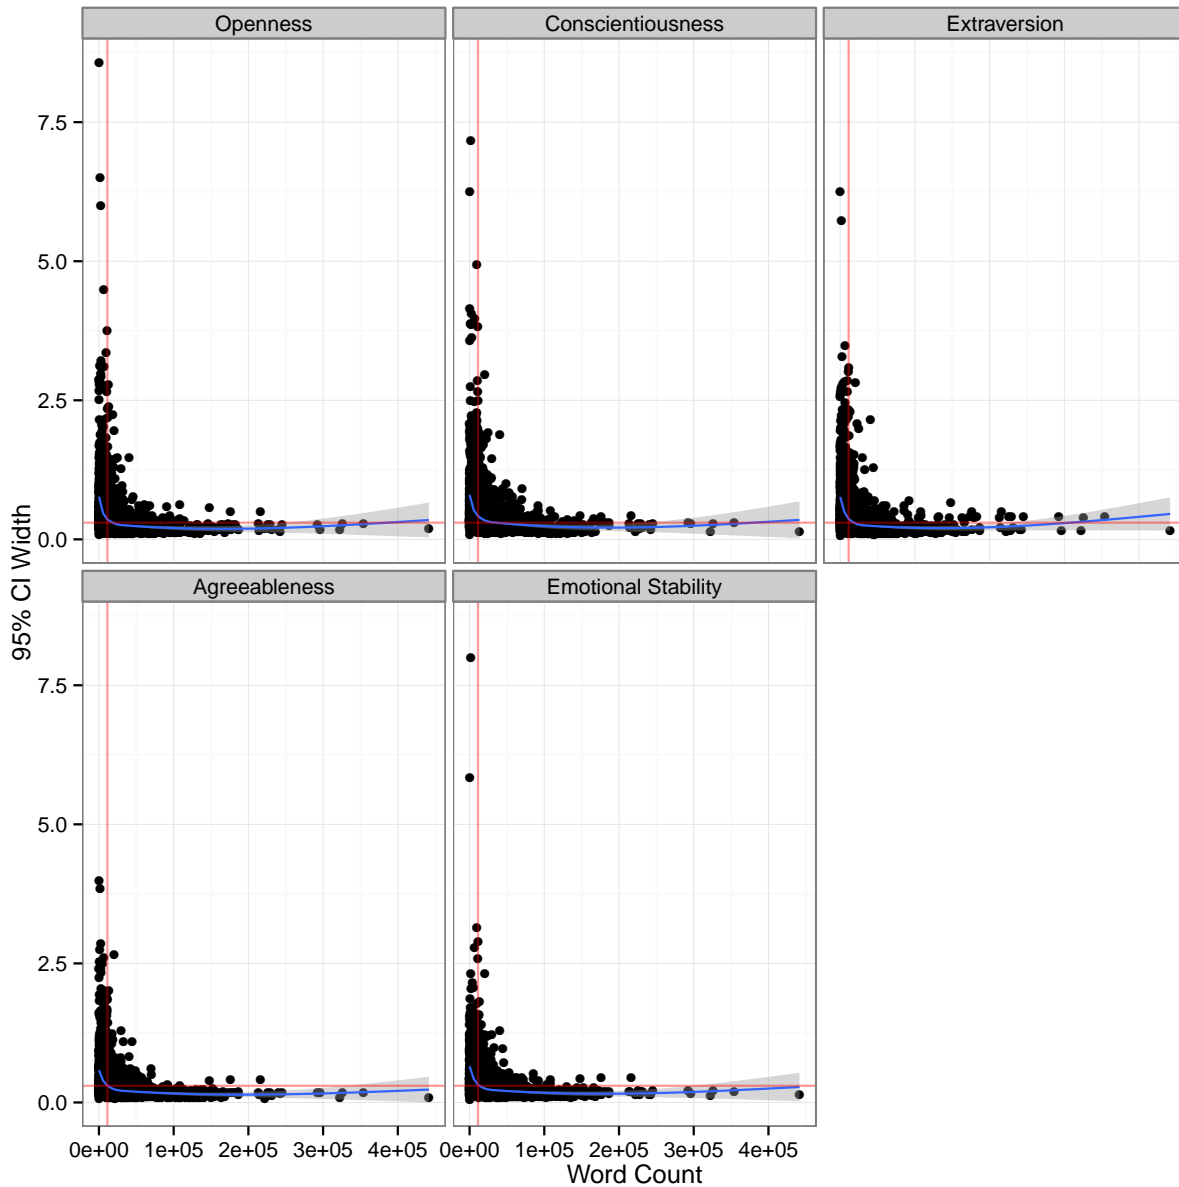 Openness Conscientiousness Extraversion
7.5
5.0
2.5
0.0
95% CI Width
Agreeableness Emotional Stability
7.5
5.0
2.5
0.0
0e+00 1e+05 2e+05 3e+05 4e+05 0e+00 1e+05 2e+05 3e+05 4e+05
Word Count